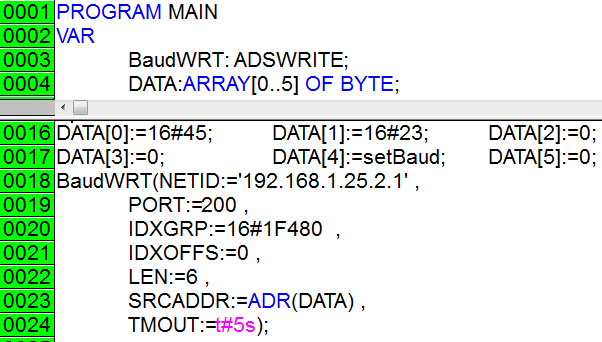 0001 PROGRAM MAIN
0002 VAR
0003 BaudWRT: ADSWRITE;
0004 DATA:ARRAY[0..5] OF BYTE;
0016 DATA[0]:=16#45; DATA[1]:=16#23; DATA[2]:=0;
0017 DATA[3]:=0; DATA[4]:=setBaud; DATA[5]:=0;
0018 BaudWRT(NETID:='192.168.1.25.2.1' ,
0019 PORT:=200 ,
0020 IDXGRP:=16#1F480 ,
0021 IDXOFFS:=0 ,
0022 LEN:=6 ,
0023 SRCADDR:=ADR(DATA) ,
0024 TMOUT:=t#5s);